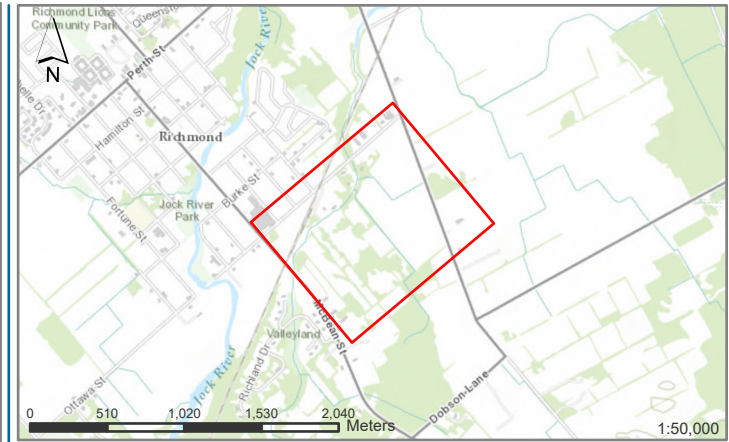 Richmond Lions
Community Park
Jock River
Perth-St
N
Hamilton St
Richmond
Burke St
Jock River
Park
Fortune St
McBean-St
Valleyland
Richland Dr
Jock River
Ottawa-St
Dobson-Lane
0 510 1,020 1,530 2,040
Meters
1:50,000